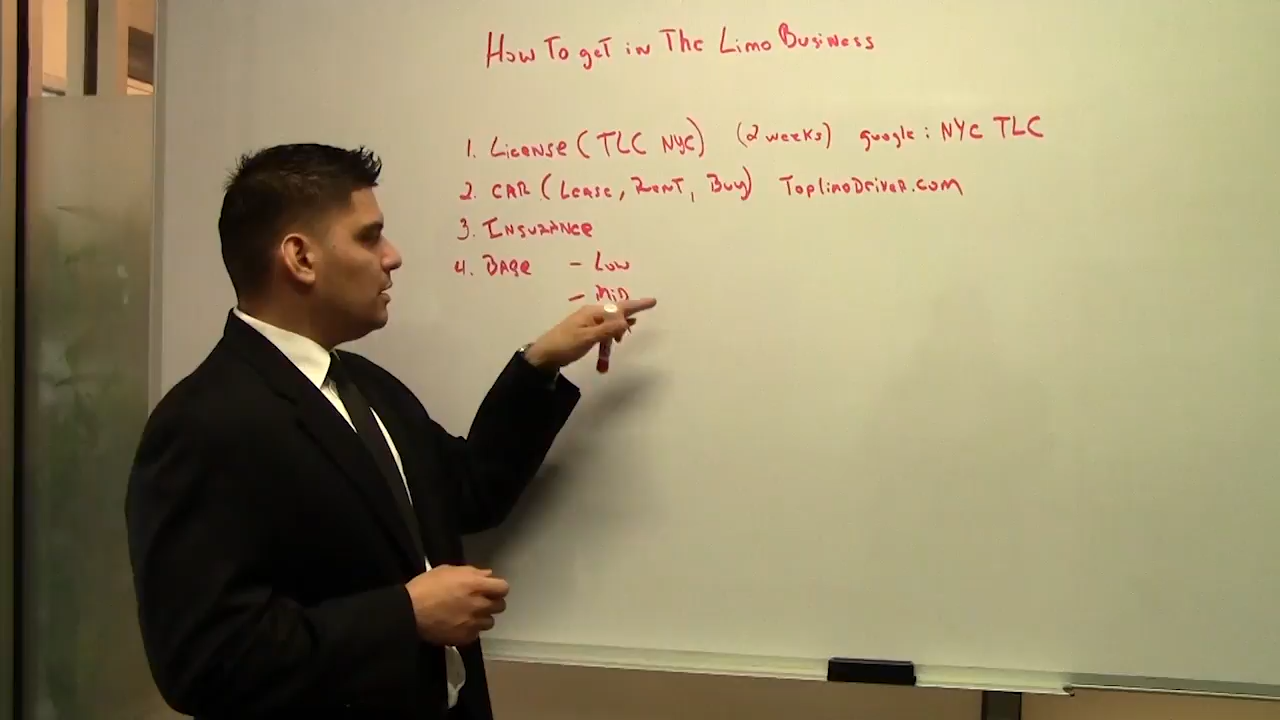 How To get in The Limo Business
1. License (TLC NYC) (2 weeks) google: NYC TLC
2. CAR (Lease, Rent, Buy) ToplimoDriver.com
3. Insurance
4. Base - Low
- Mid